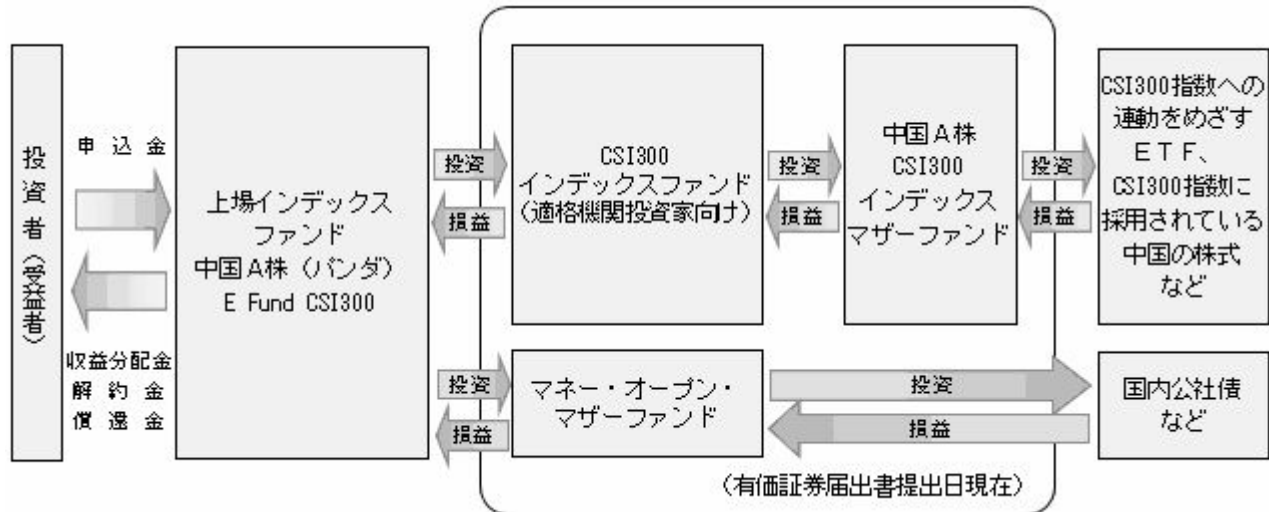 投資者(受益者)
申込金
収益分配金
解約金
償還金
上場インデックス
ファンド
中国A株(パンダ)
E Fund CSI300
投資
損益
CSI300
インデックスファンド
(適格機関投資家向け)
投資
損益
中国A株
CSI300
インデックス
マザーファンド
投資
損益
CSI300指数への
連動をめざす
ETF、
CSI300指数に
採用されている
中国の株式
など
投資
損益
マネー・オープン・
マザーファンド
投資
損益
国内公社債
など
(有価証券届出書提出日現在)